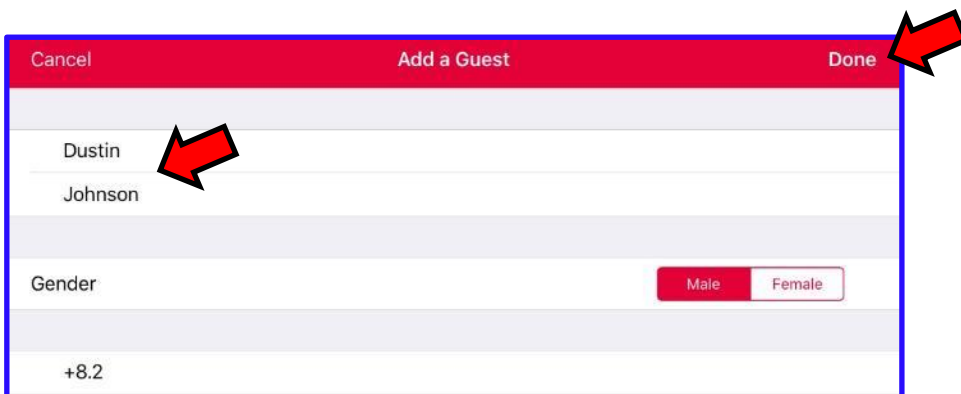 Cancel Add a Guest Done
Dustin
Johnson
Gender Male Female
+8.2